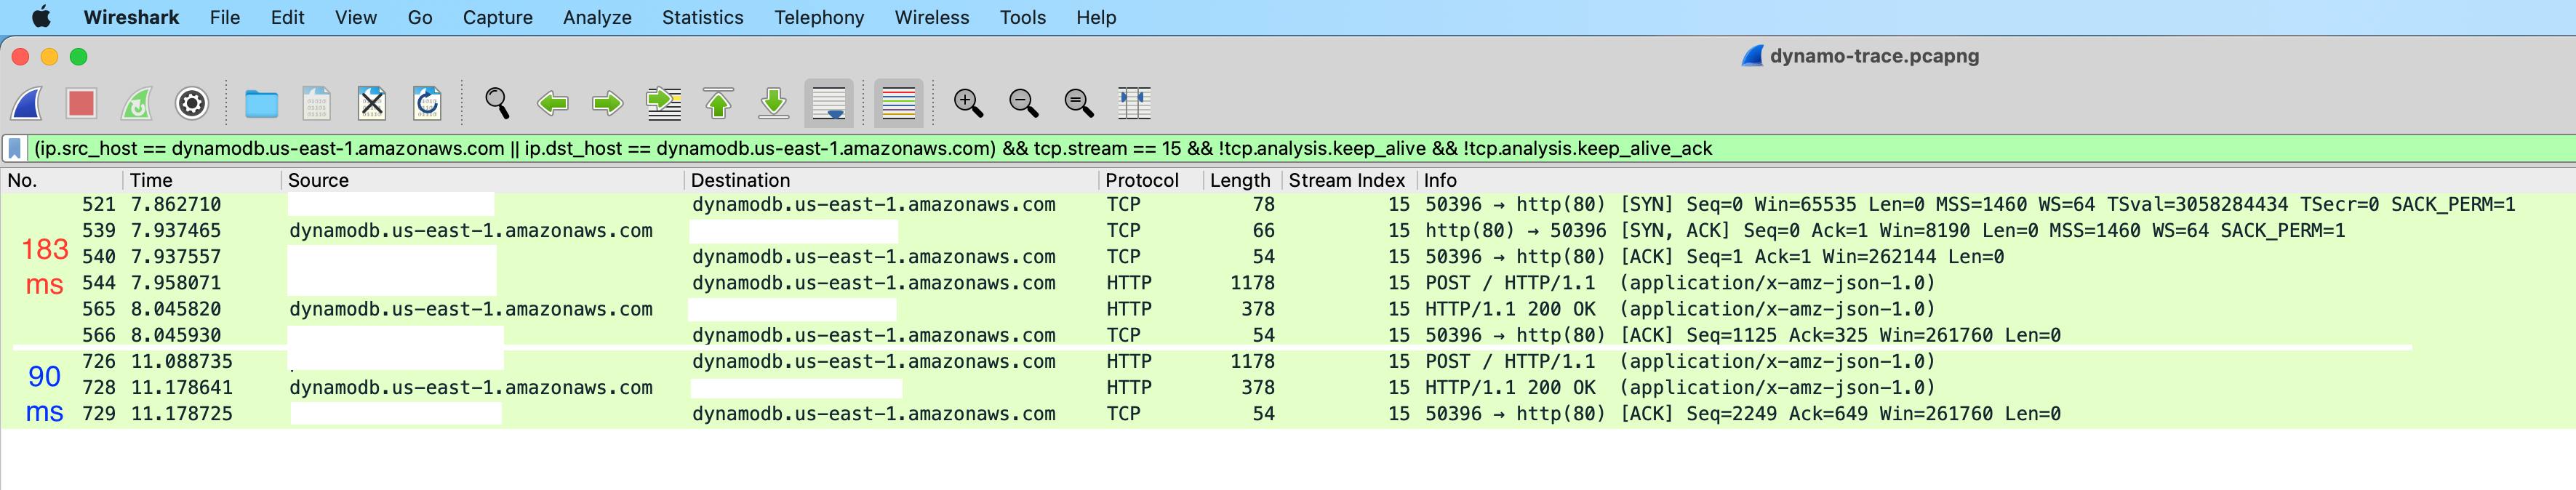 Wireshark File Edit View Go Capture Analyze Statistics Telephony Wireless Tools Help
dynamo-trace.pcapng
(ip.src_host == dynamodb.us-east-1.amazonaws.com || ip.dst_host == dynamodb.us-east-1.amazonaws.com) && tcp.stream == 15 && !tcp.analysis.keep_alive && !tcp.analysis.keep_alive_ack
No. Time Source Destination Protocol Length Stream Index Info
521 7.862710 dynamodb.us-east-1.amazonaws.com TCP 78 15 50396 → http(80) [SYN] Seq=0 Win=65535 Len=0 MSS=1460 WS=64 TSval=3058284434 TSecr=0 SACK_PERM=1
539 7.937465 dynamodb.us-east-1.amazonaws.com TCP 66 15 http(80) → 50396 [SYN, ACK] Seq=0 Ack=1 Win=8190 Len=0 MSS=1460 WS=64 SACK_PERM=1
183
540 7.937557 dynamodb.us-east-1.amazonaws.com TCP 54 15 50396 → http(80) [ACK] Seq=1 Ack=1 Win=262144 Len=0
ms
544 7.958071 dynamodb.us-east-1.amazonaws.com HTTP 1178 15 POST / HTTP/1.1 (application/x-amz-json-1.0)
565 8.045820 dynamodb.us-east-1.amazonaws.com HTTP 378 15 HTTP/1.1 200 OK (application/x-amz-json-1.0)
566 8.045930 dynamodb.us-east-1.amazonaws.com TCP 54 15 50396 → http(80) [ACK] Seq=1125 Ack=325 Win=261760 Len=0
726 11.088735 dynamodb.us-east-1.amazonaws.com HTTP 1178 15 POST / HTTP/1.1 (application/x-amz-json-1.0)
90
728 11.178641 dynamodb.us-east-1.amazonaws.com HTTP 378 15 HTTP/1.1 200 OK (application/x-amz-json-1.0)
ms
729 11.178725 dynamodb.us-east-1.amazonaws.com TCP 54 15 50396 → http(80) [ACK] Seq=2249 Ack=649 Win=261760 Len=0